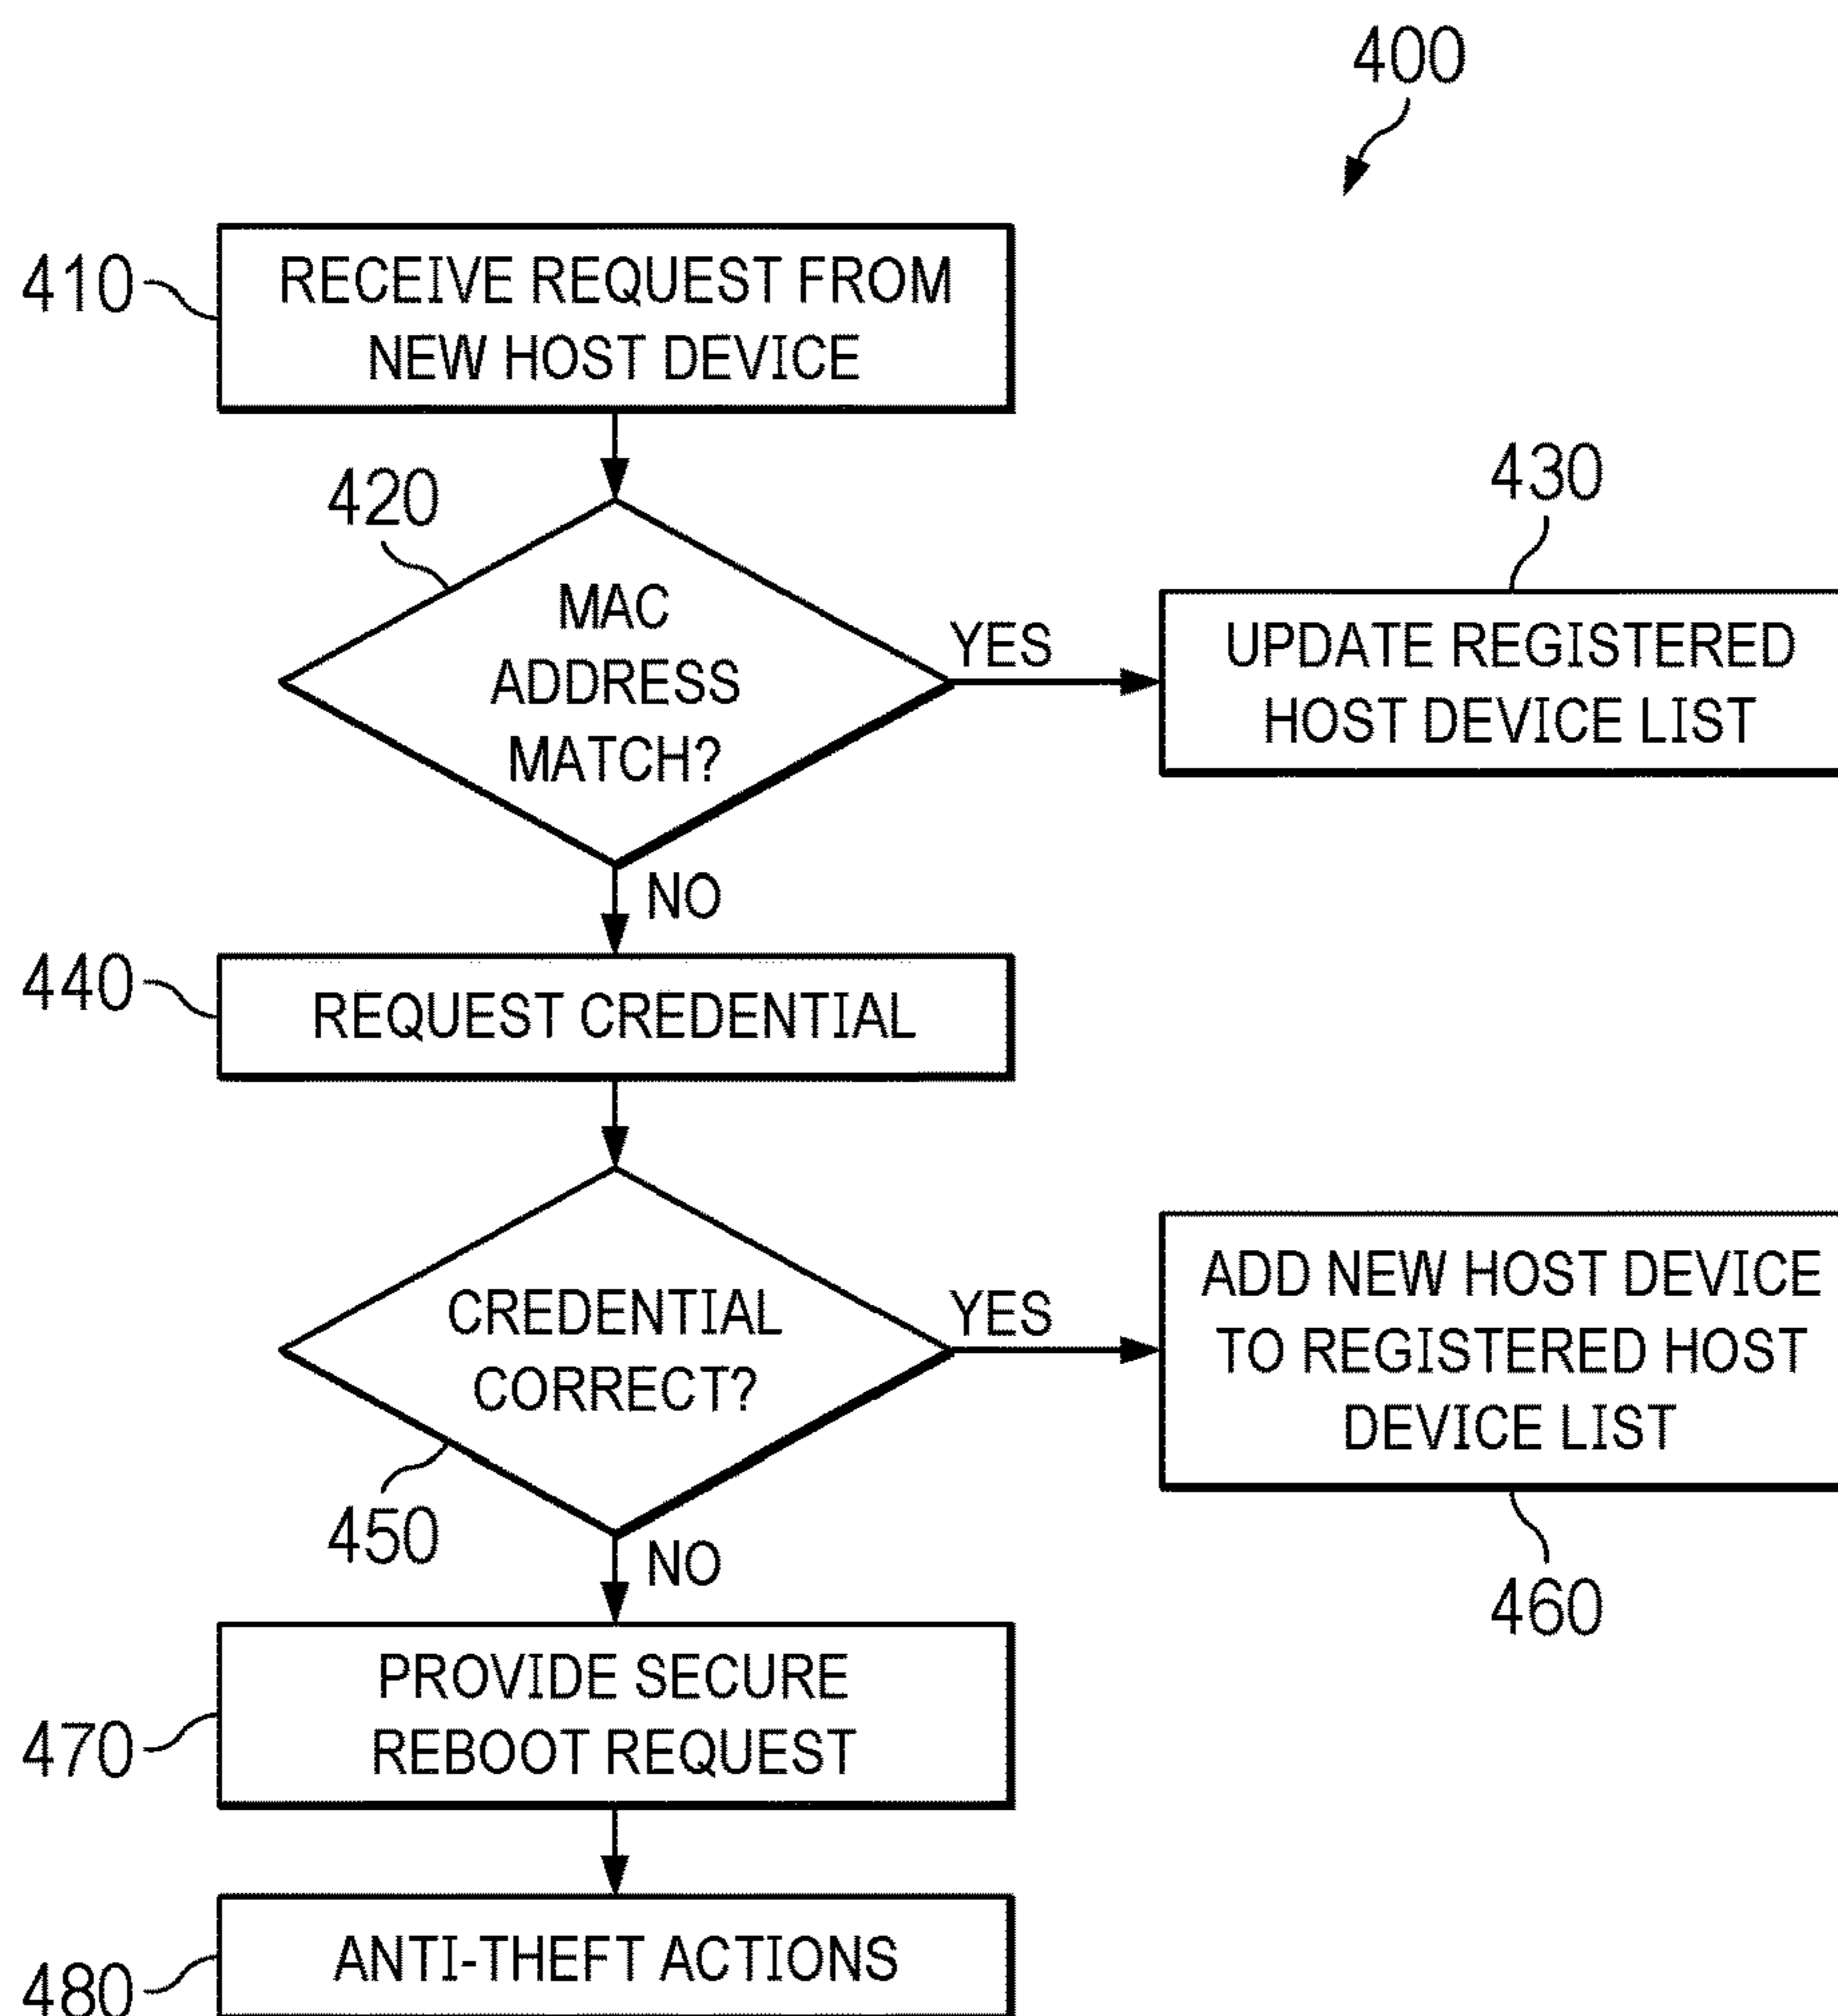 400
410
RECEIVE REQUEST FROM
NEW HOST DEVICE
420
MAC
ADDRESS
MATCH?
YES
430
UPDATE REGISTERED
HOST DEVICE LIST
NO
440
REQUEST CREDENTIAL
CREDENTIAL
CORRECT?
450
YES
ADD NEW HOST DEVICE
TO REGISTERED HOST
DEVICE LIST
460
NO
PROVIDE SECURE
REBOOT REQUEST
470
ANTI-THEFT ACTIONS
480